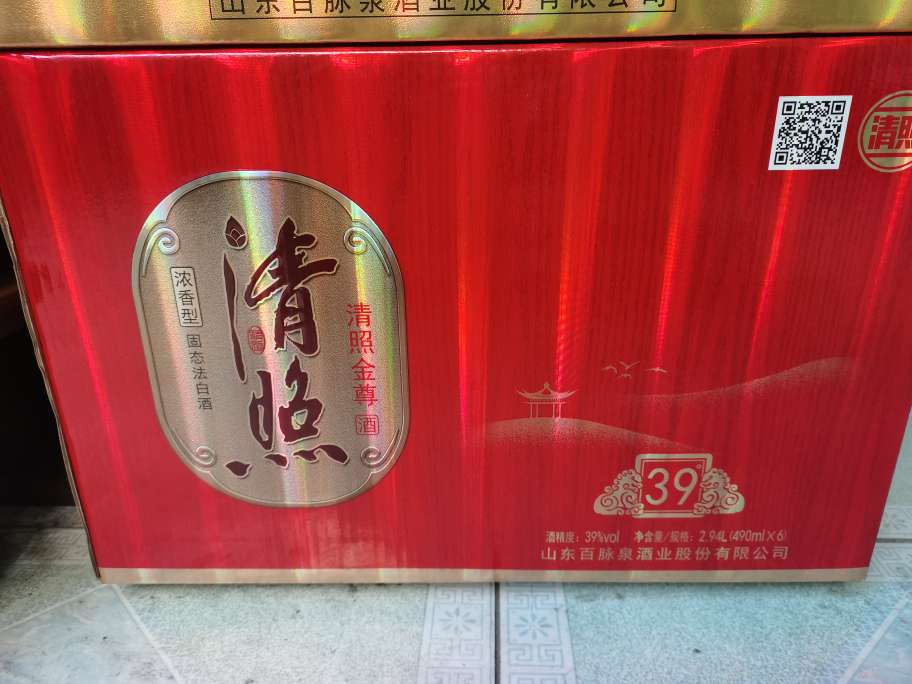 山东百脉泉酒业股份有限公司
清照
清照
浓香型
固态法白酒
清照金尊
酒
39°
酒精度：39%vol 净含量/规格：2.94L(490ml×6)
山东百脉泉酒业股份有限公司